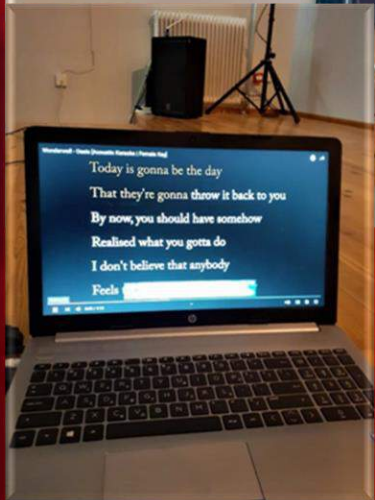 Wonderwall - Oasis [Acoustic Karaoke | Female Key]
Today is gonna be the day
That they're gonna throw it back to you
By now, you should have somehow
Realised what you gotta do
I don't believe that anybody
Feels
hp